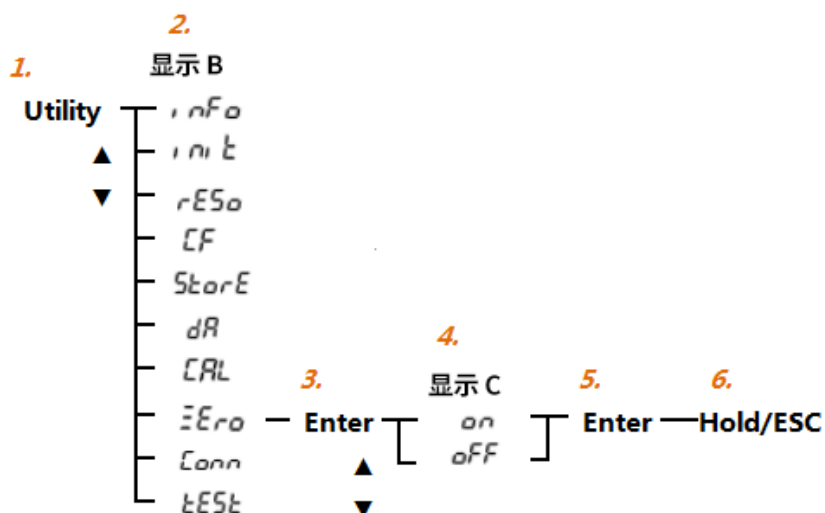 1.
2.
显示 B
Utility
inFo
init
rESo
CF
StorE
dA
CAL
ZEro
Conn
tESt
▲
▼
3.
Enter
▲
▼
4.
显示 C
on
oFF
5.
Enter
6.
Hold/ESC